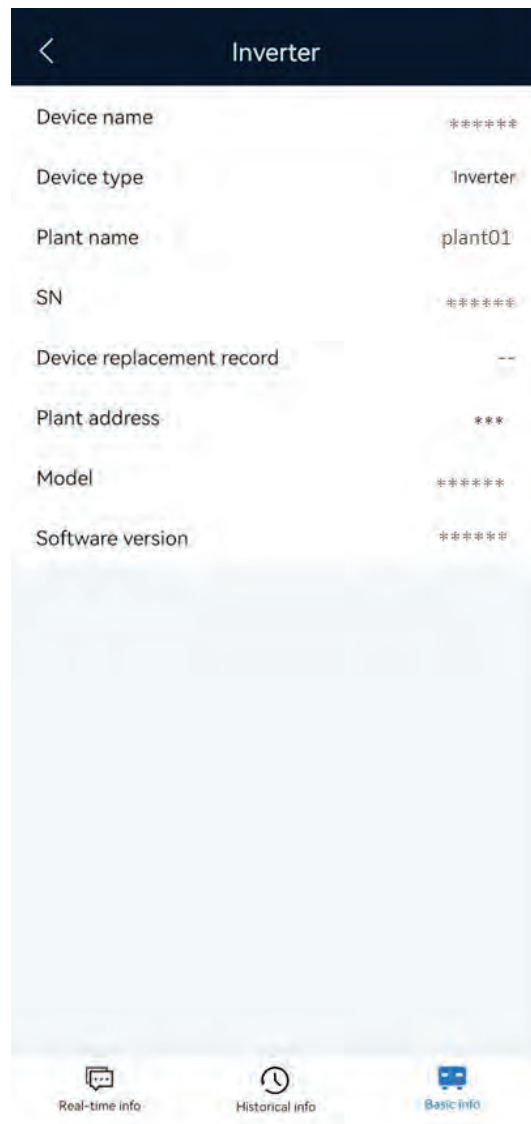 Inverter
Device name ******
Device type Inverter
Plant name plant01
SN ******
Device replacement record --
Plant address ***
Model ******
Software version ******
Real-time info Historical info Basic info